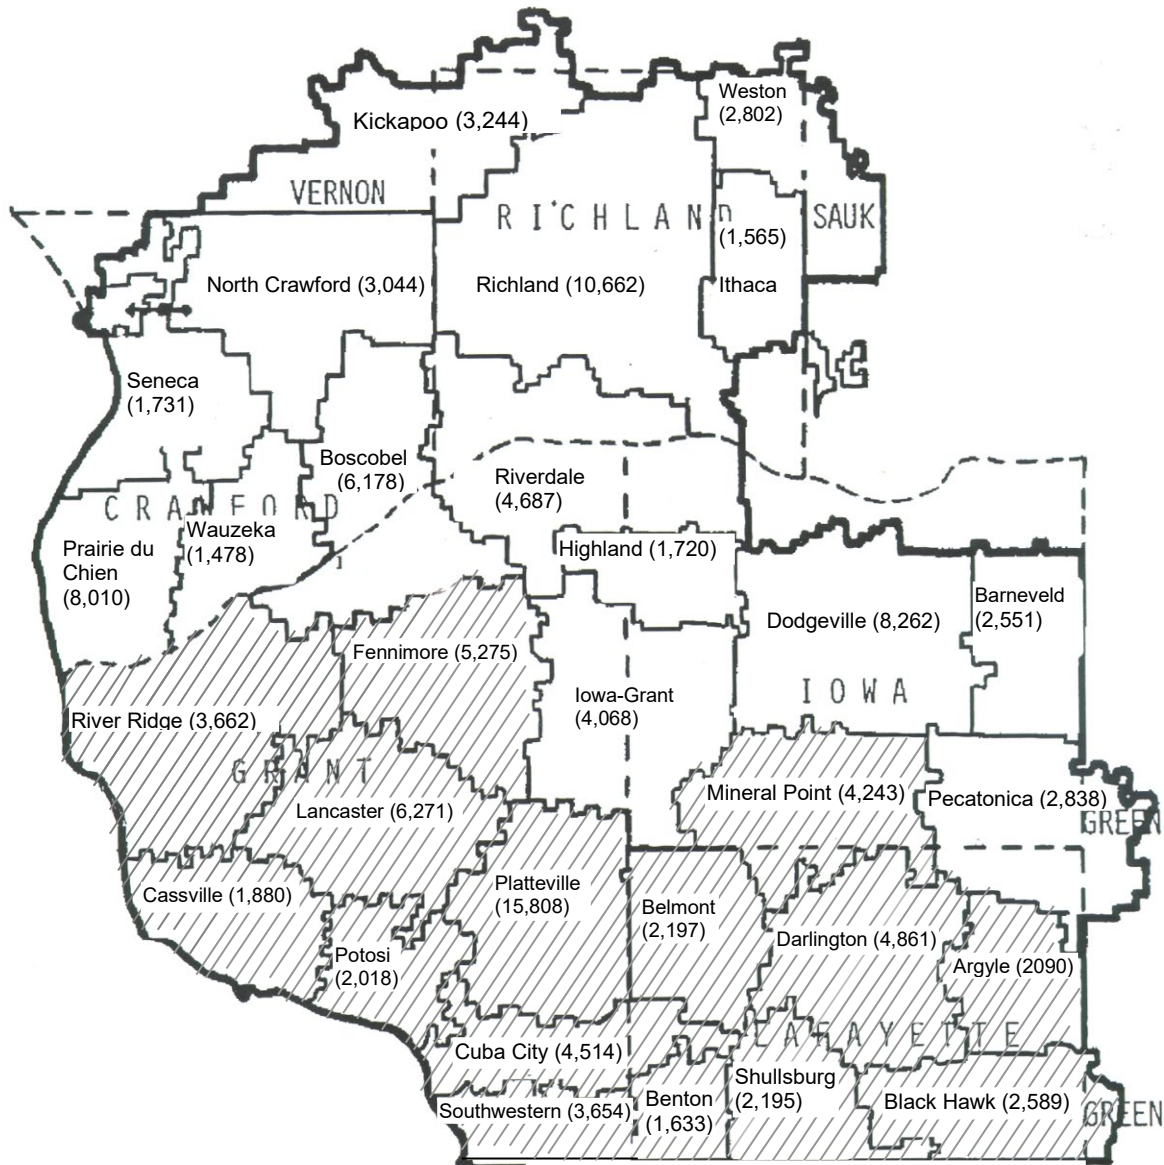 Weston
(2,802)
Kickapoo (3,244)
VERNON
RICHLAND
SAUK
(1,565)
North Crawford (3,044)
Richland (10,662)
Ithaca
Seneca
(1,731)
Boscobel
(6,178)
Riverdale
(4,687)
CRAWFORD
Wauzeka
(1,478)
Prairie du
Chien
(8,010)
Highland (1,720)
Barneveld
(2,551)
Dodgeville (8,262)
Fennimore (5,275)
IOWA
Iowa-Grant
(4,068)
River Ridge (3,662)
GRANT
Mineral Point (4,243)
Pecatonica (2,838)
Lancaster (6,271)
GREEN
Platteville
(15,808)
Cassville (1,880)
Belmont
(2,197)
Darlington (4,861)
Potosi
(2,018)
Argyle (2090)
LAFAYETTE
Cuba City (4,514)
Shullsburg
(2,195)
Benton
(1,633)
Black Hawk (2,589)
Southwestern (3,654)
GREEN